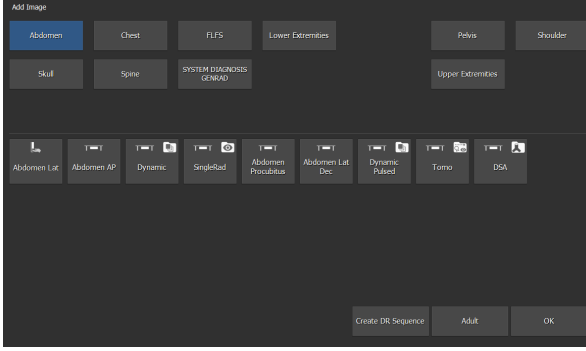 Add Image
Abdomen
Chest
FLFS
Lower Extremities
Pelvis
Shoulder
Skull
Spine
SYSTEM DIAGNOSIS
GENRAD
Upper Extremities
Abdomen Lat
Abdomen AP
Dynamic
SingleRad
Abdomen
Procubitus
Abdomen Lat
Dec
Dynamic
Pulsed
Tomo
DSA
Create DR Sequence
Adult
OK